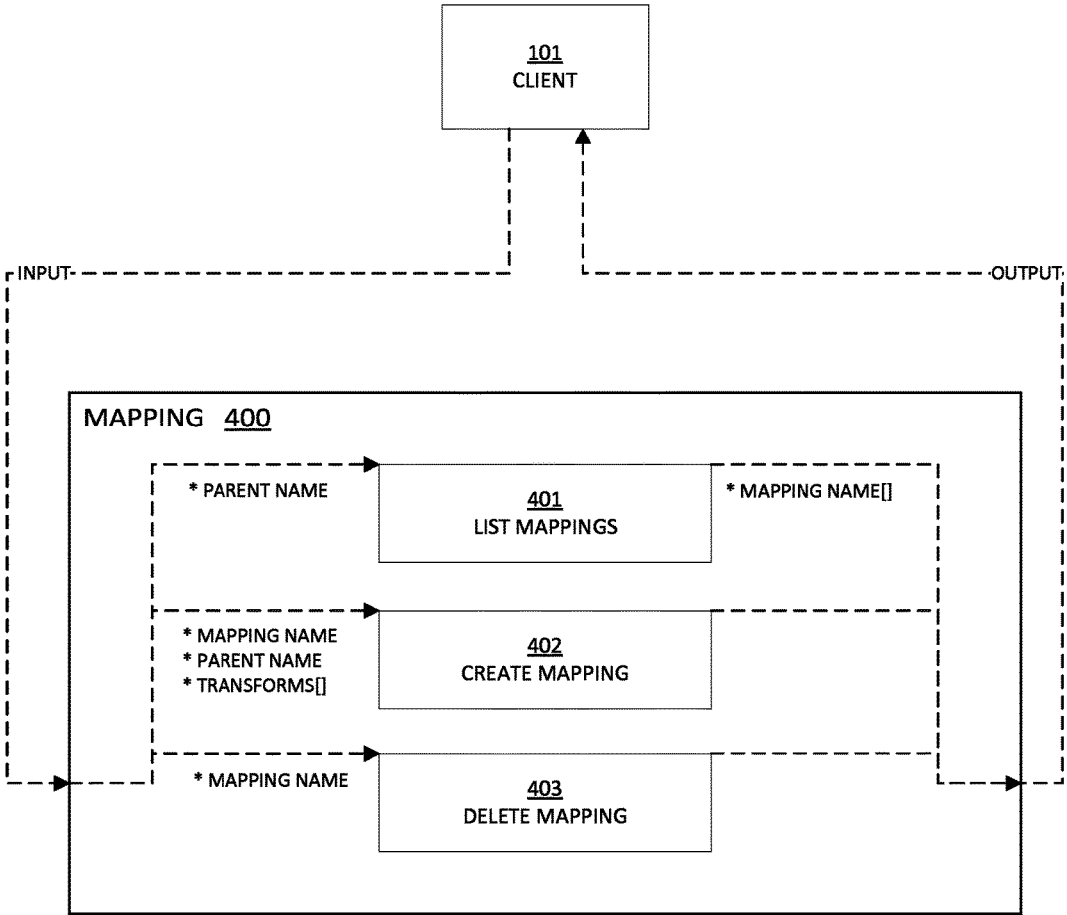 101
CLIENT
INPUT
OUTPUT
MAPPING 400
* PARENT NAME
401
LIST MAPPINGS
* MAPPING NAME[]
* MAPPING NAME
* PARENT NAME
* TRANSFORMS[]
402
CREATE MAPPING
* MAPPING NAME
403
DELETE MAPPING